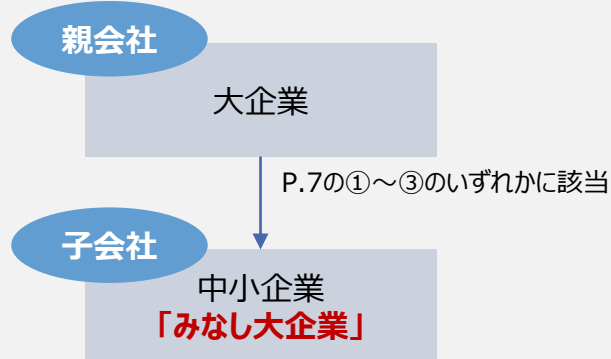 親会社
大企業
P.7の①～③のいずれかに該当
子会社
中小企業
「みなし大企業」